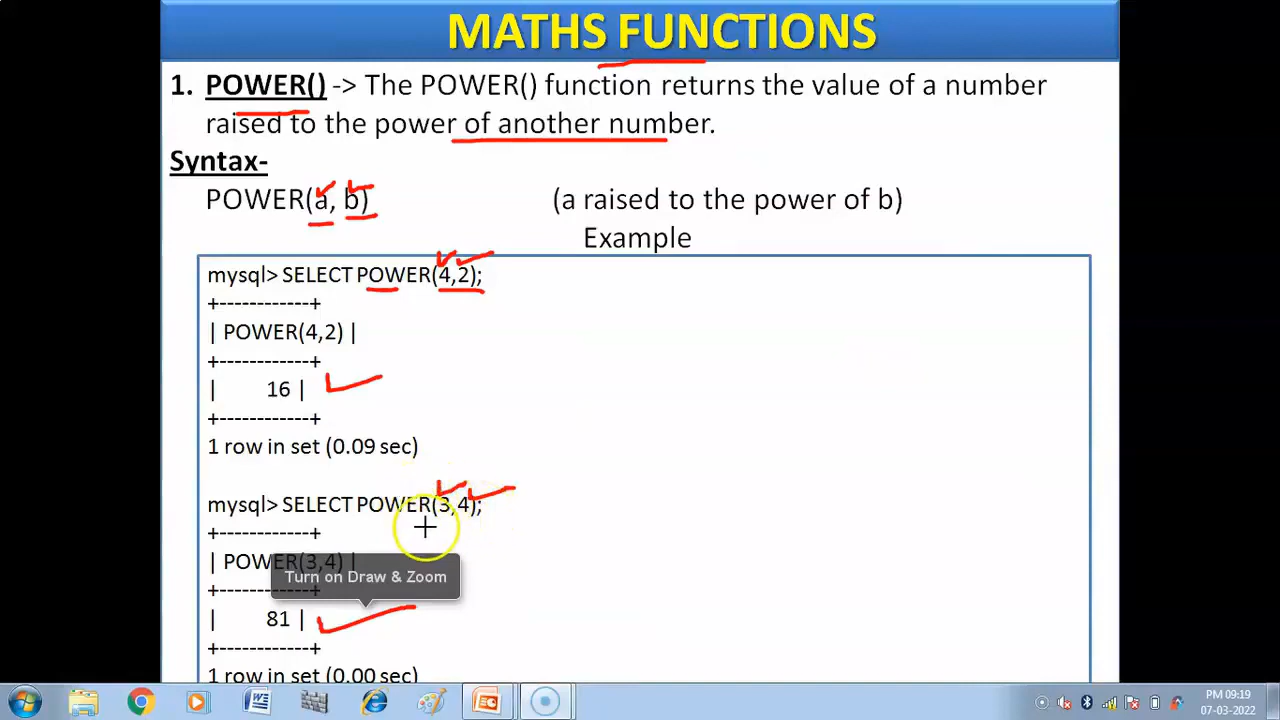 MATHS FUNCTIONS
1. POWER() -> The POWER() function returns the value of a number
raised to the power of another number.
Syntax-
POWER(a, b) (a raised to the power of b)
Example
mysql> SELECT POWER(4,2);
+------------+
| POWER(4,2) |
+------------+
| 16 |
+------------+
1 row in set (0.09 sec)
mysql> SELECT POWER(3,4);
+------------+
| POWER(3,4) |
Turn on Draw & Zoom
+------------+
| 81 |
+------------+
1 row in set (0.00 sec)
PM 09:19
07-03-2022